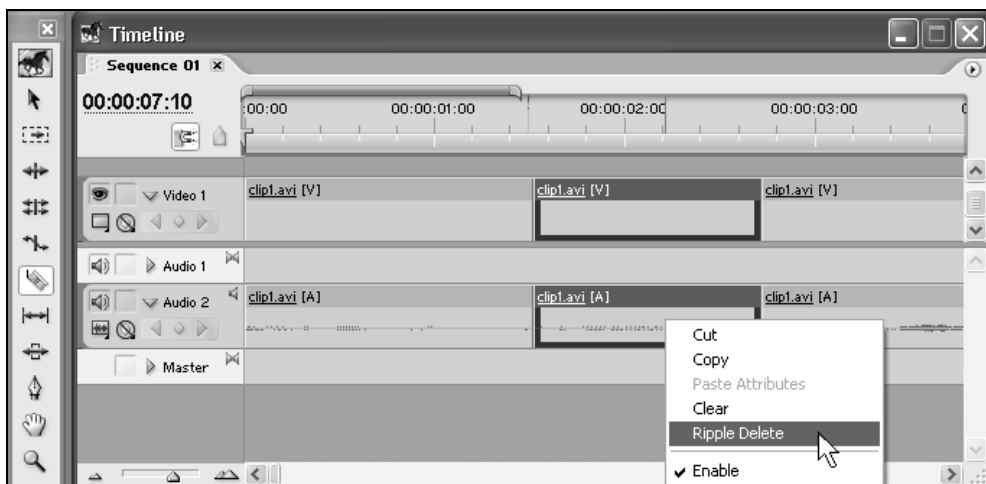 Timeline
Sequence 01
00:00:07:10
:00:00 00:00:01:00 00:00:02:00 00:00:03:00
Video 1
clip1.avi [V] clip1.avi [V] clip1.avi [V]
Audio 1
Audio 2
clip1.avi [A] clip1.avi [A] clip1.avi [A]
Master
Cut
Copy
Paste Attributes
Clear
Ripple Delete
Enable